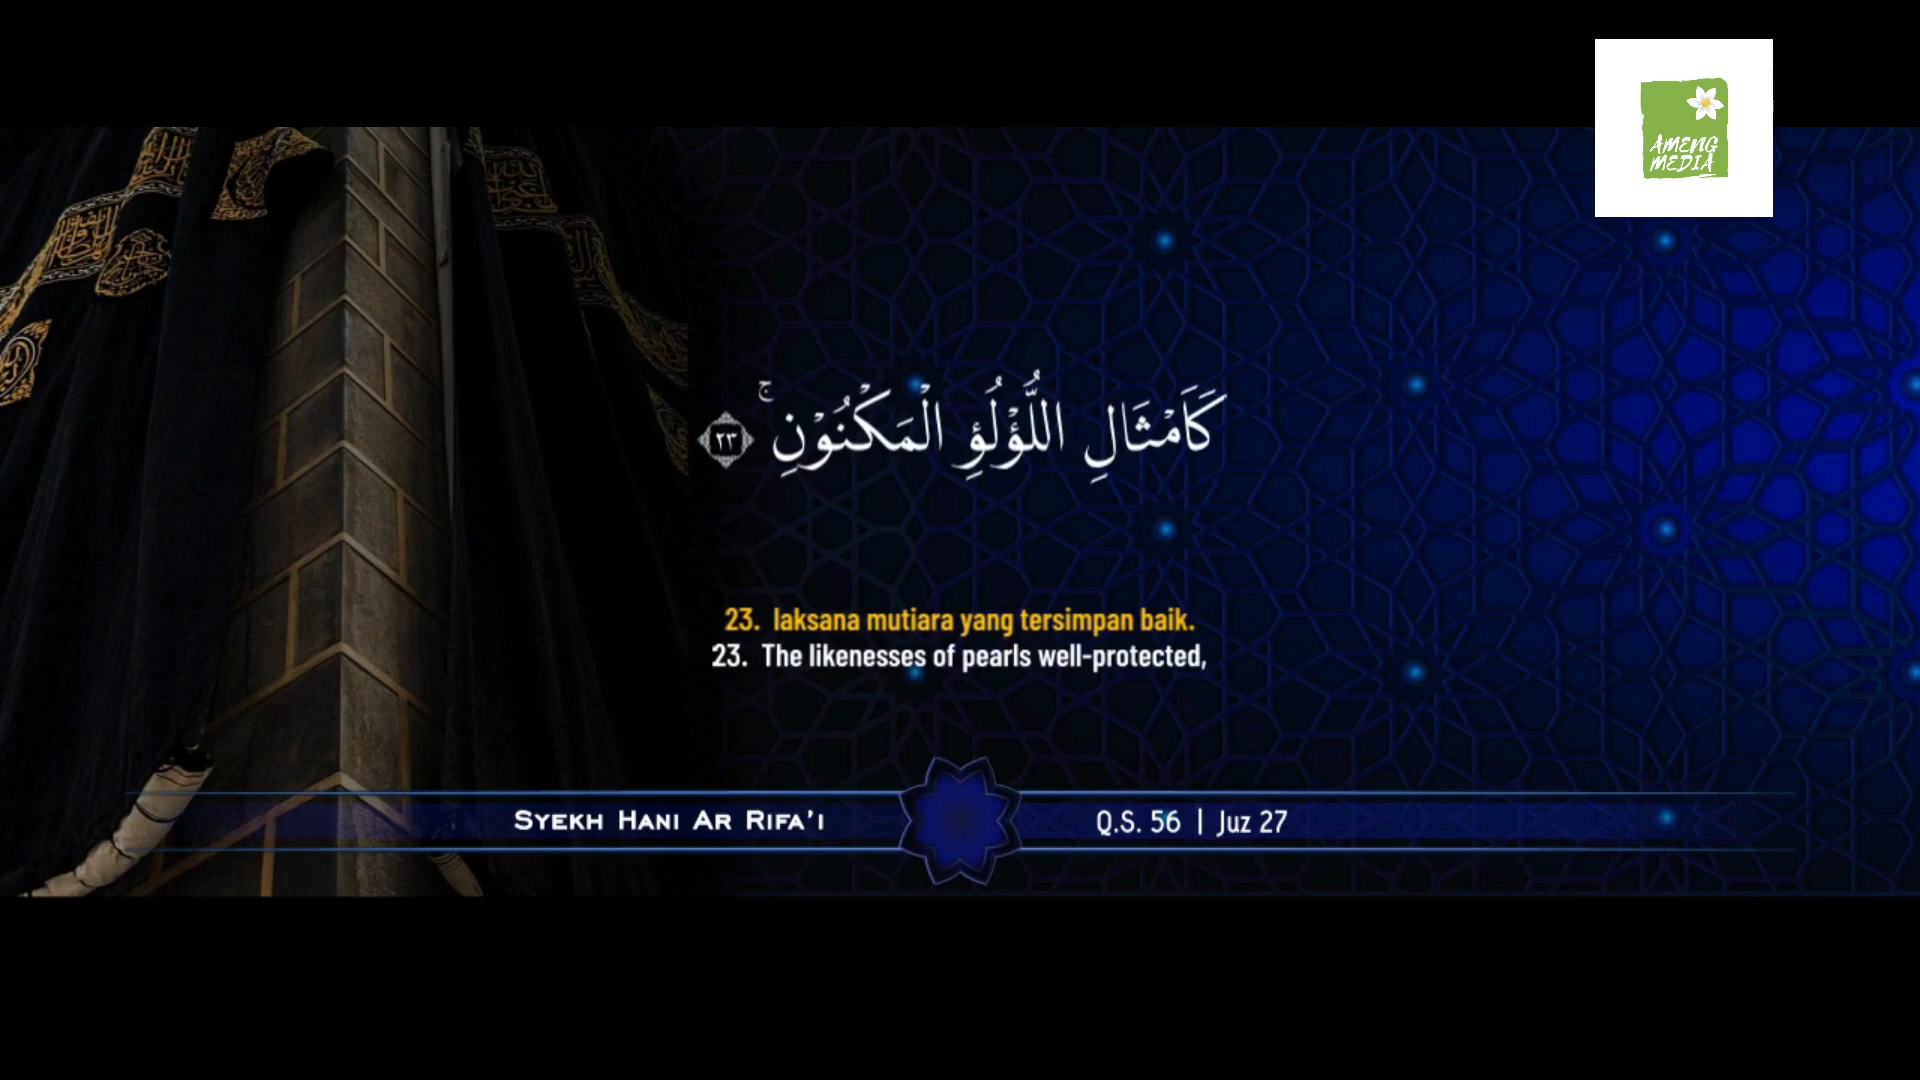 AMENG
MEDIA
كَاَمْثَالِ اللُّؤْلُؤِ الْمَكْنُوْنِۚ ٢٣
23. laksana mutiara yang tersimpan baik.
23. The likenesses of pearls well-protected,
SYEKH HANI AR RIFA'I
Q.S. 56 | Juz 27